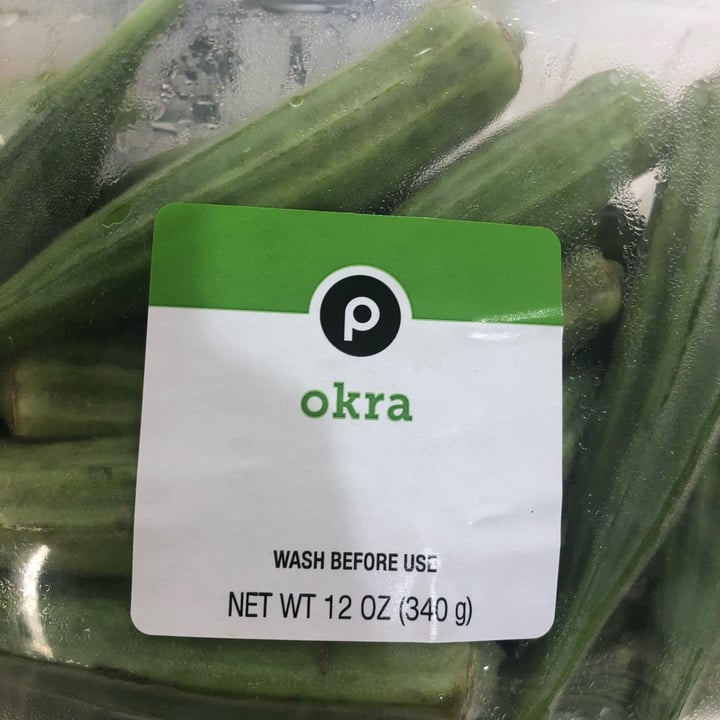 p
okra
WASH BEFORE USE
NET WT 12 OZ (340 g)